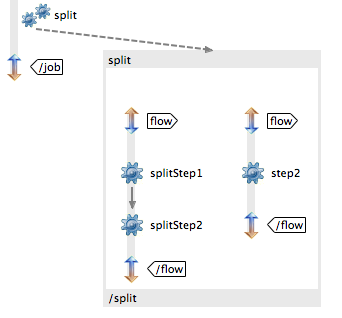 split
/job
split
flow
flow
splitStep1
step2
splitStep2
/flow
/flow
/split